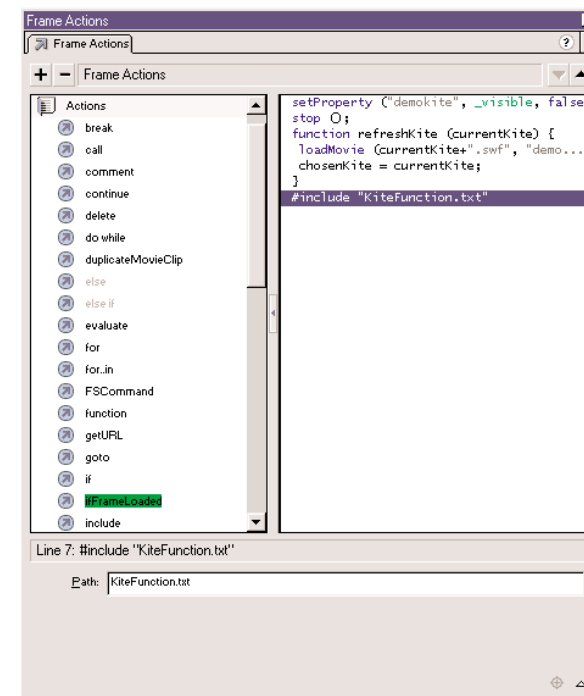 Frame Actions
Frame Actions
?
+ − Frame Actions
Actions
break
call
comment
continue
delete
do while
duplicateMovieClip
else
else if
evaluate
for
for..in
FSCommand
function
getURL
goto
if
ifFrameLoaded
include
setProperty ("demokite", _visible, false
stop ();
function refreshKite (currentKite) {
loadMovie (currentKite+".swf", "demo...
chosenKite = currentKite;
}
#include "KiteFunction.txt"
Line 7: #include "KiteFunction.txt"
Path: KiteFunction.txt